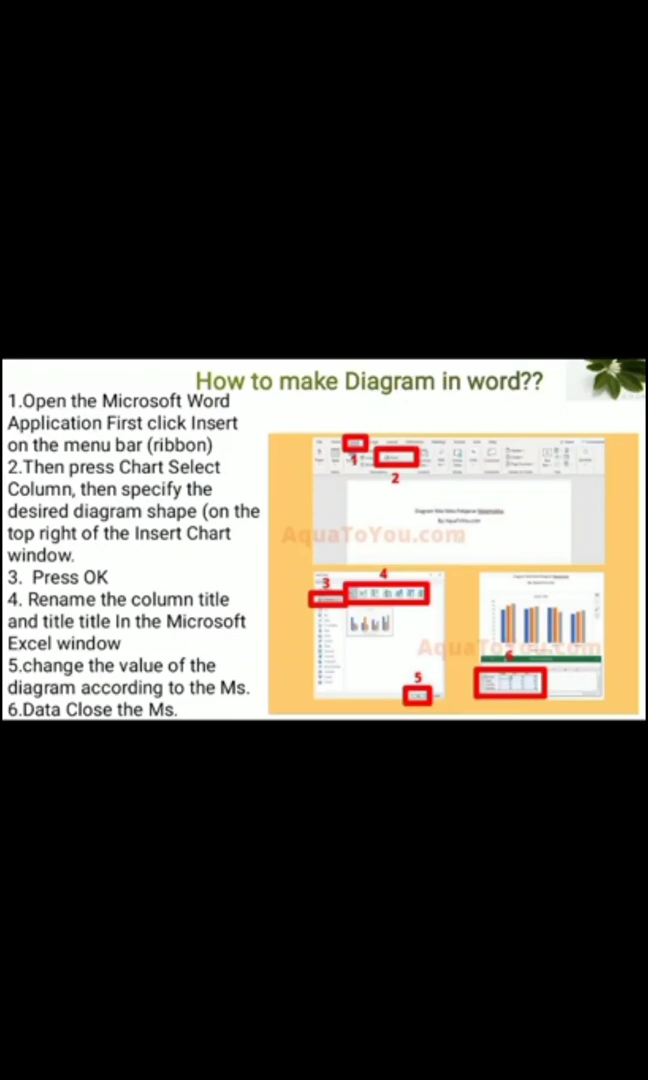 How to make Diagram in word??
1.Open the Microsoft Word
Application First click Insert
on the menu bar (ribbon)
2.Then press Chart Select
Column, then specify the
desired diagram shape (on the
top right of the Insert Chart
window.
3. Press OK
4. Rename the column title
and title title In the Microsoft
Excel window
5.change the value of the
diagram according to the Ms.
6.Data Close the Ms.
1
2
AquaToYou.com
3
4
5
AquaToYou.com
6